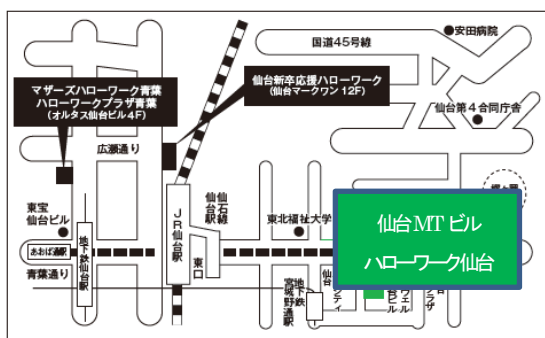 安田病院
国道45号線
マザーズハローワーク青葉
ハローワークプラザ青葉
(オルタス仙台ビル4F)
仙台新卒応援ハローワーク
(仙台マークワン12F)
仙台第4合同庁舎
広瀬通り
東宝
仙台ビル
地下鉄仙台駅
JR仙台駅
仙石線
仙台駅
東口
東北福祉大学
あおば通駅
青葉通り
仙台MTビル
ハローワーク仙台
地下鉄
宮城野通駅